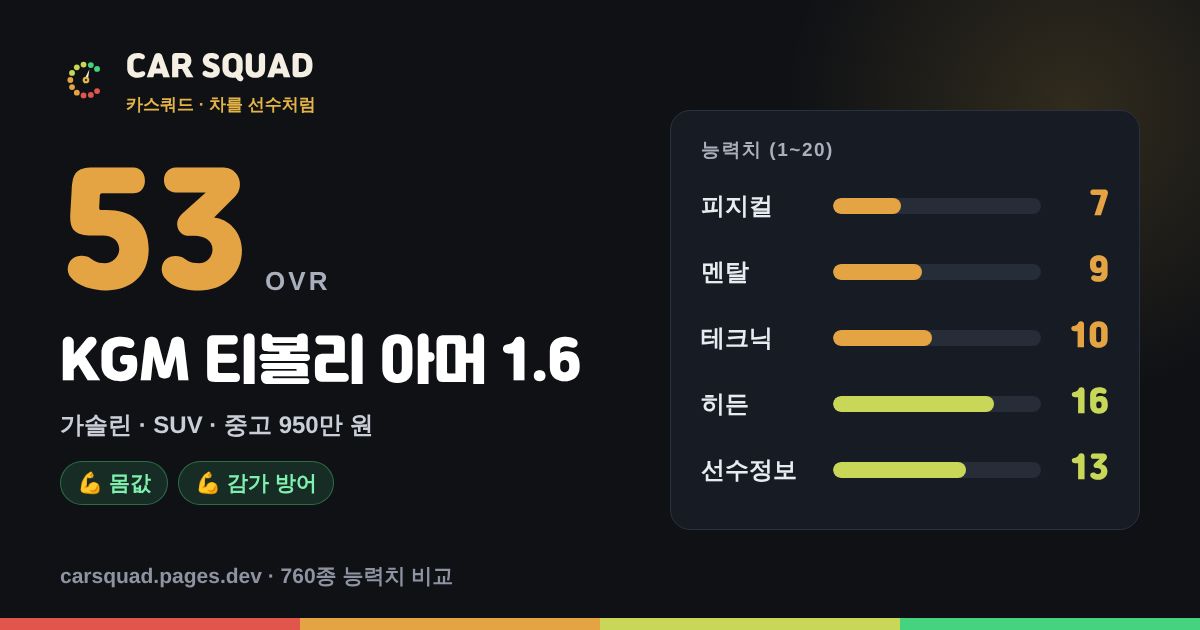 CAR SQUAD
카스쿼드 · 차를 선수처럼
53 OVR
KGM 티볼리 아머 1.6
가솔린 · SUV · 중고 950만 원
💪 몸값 💪 감가 방어
carsquad.pages.dev · 760종 능력치 비교
능력치 (1~20)
피지컬 7
멘탈 9
테크닉 10
히든 16
선수정보 13